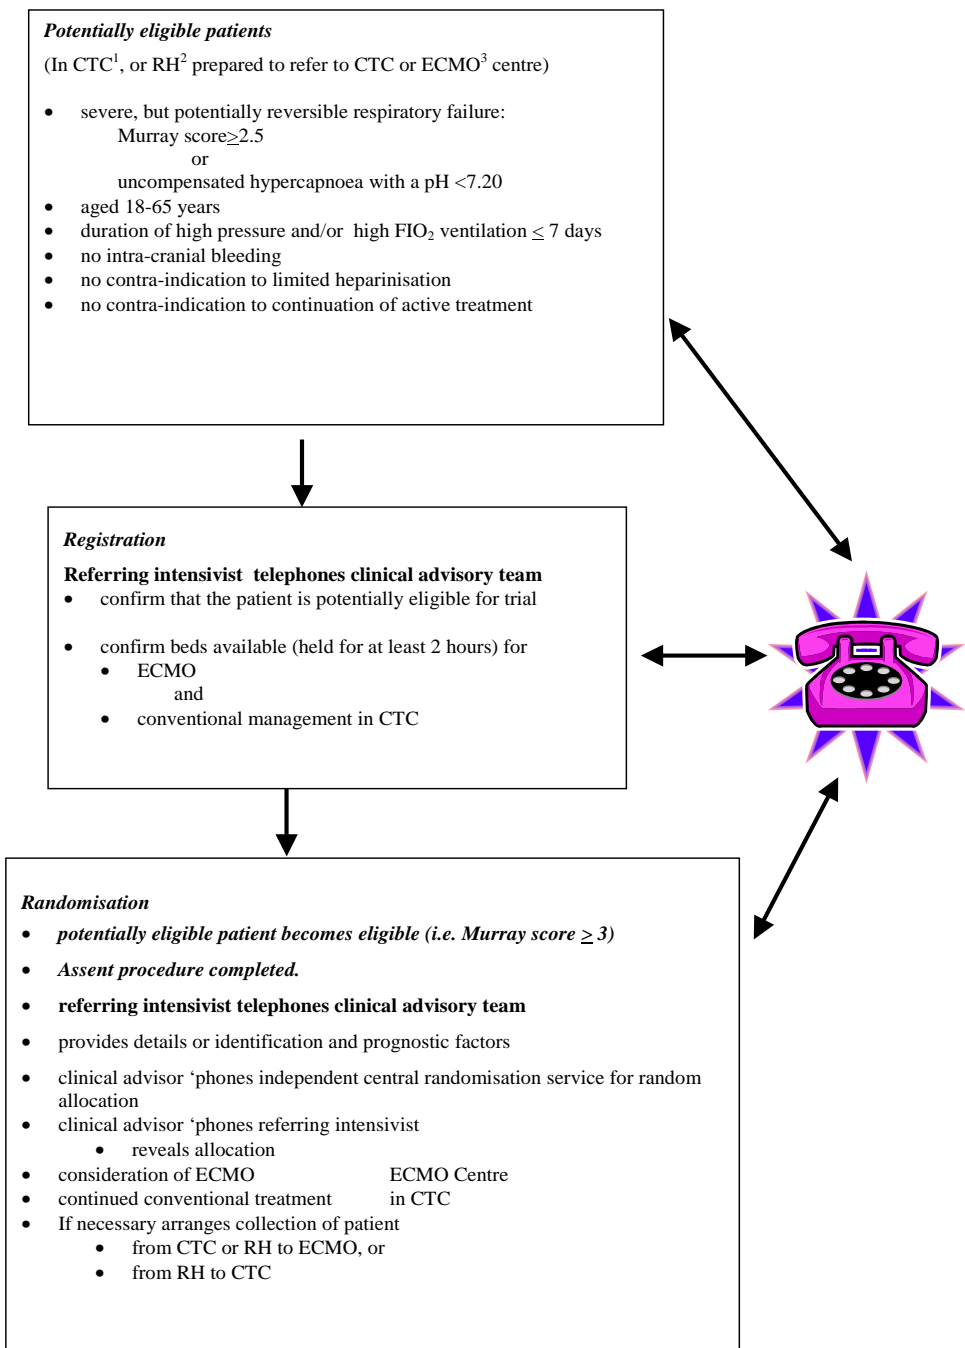 Potentially eligible patients
(In CTC1, or RH2 prepared to refer to CTC or ECMO3 centre)
• severe, but potentially reversible respiratory failure:
Murray score≥2.5
or
uncompensated hypercapnoea with a pH <7.20
• aged 18-65 years
• duration of high pressure and/or high FIO2 ventilation ≤ 7 days
• no intra-cranial bleeding
• no contra-indication to limited heparinisation
• no contra-indication to continuation of active treatment
Registration
Referring intensivist telephones clinical advisory team
• confirm that the patient is potentially eligible for trial
• confirm beds available (held for at least 2 hours) for
• ECMO
and
• conventional management in CTC
Randomisation
• potentially eligible patient becomes eligible (i.e. Murray score ≥ 3)
• Assent procedure completed.
• referring intensivist telephones clinical advisory team
• provides details or identification and prognostic factors
• clinical advisor ‘phones independent central randomisation service for random
allocation
• clinical advisor ‘phones referring intensivist
• reveals allocation
• consideration of ECMO ECMO Centre
• continued conventional treatment in CTC
• If necessary arranges collection of patient
• from CTC or RH to ECMO, or
• from RH to CTC